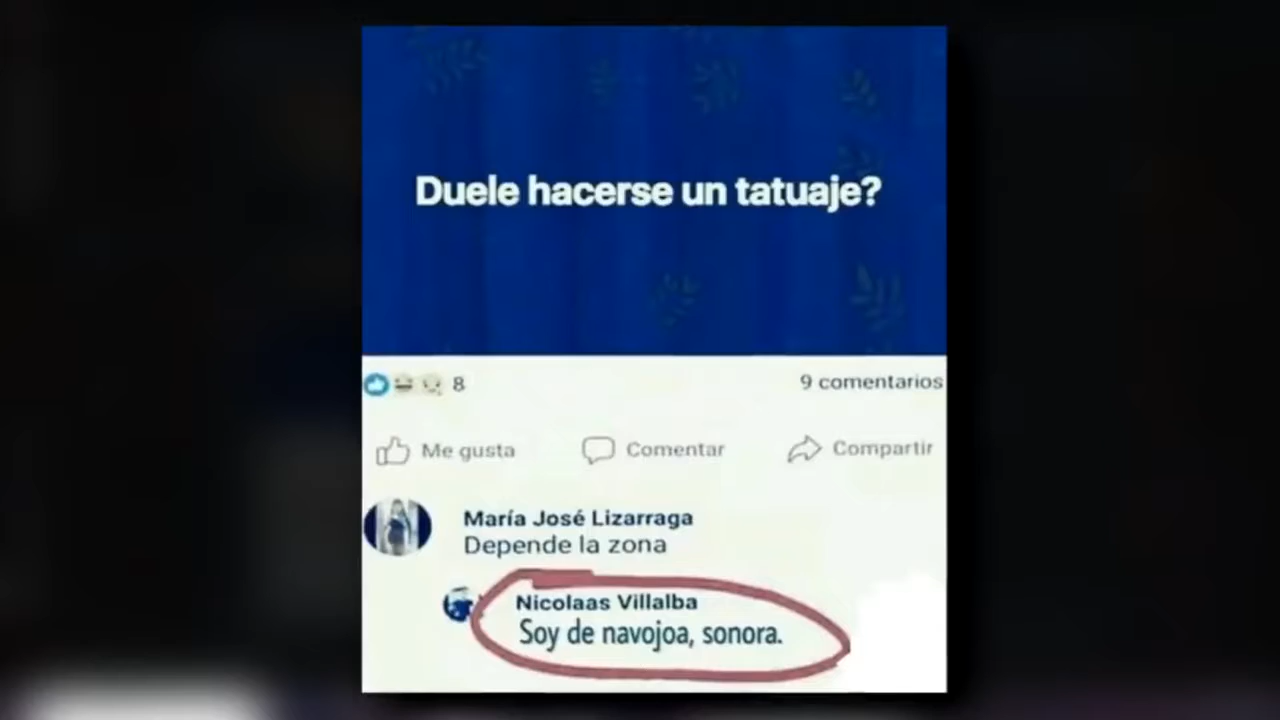 Duele hacerse un tatuaje?
8
9 comentarios
Me gusta
Comentar
Compartir
María José Lizarraga
Depende la zona
Nicolaas Villalba
Soy de navojoa, sonora.